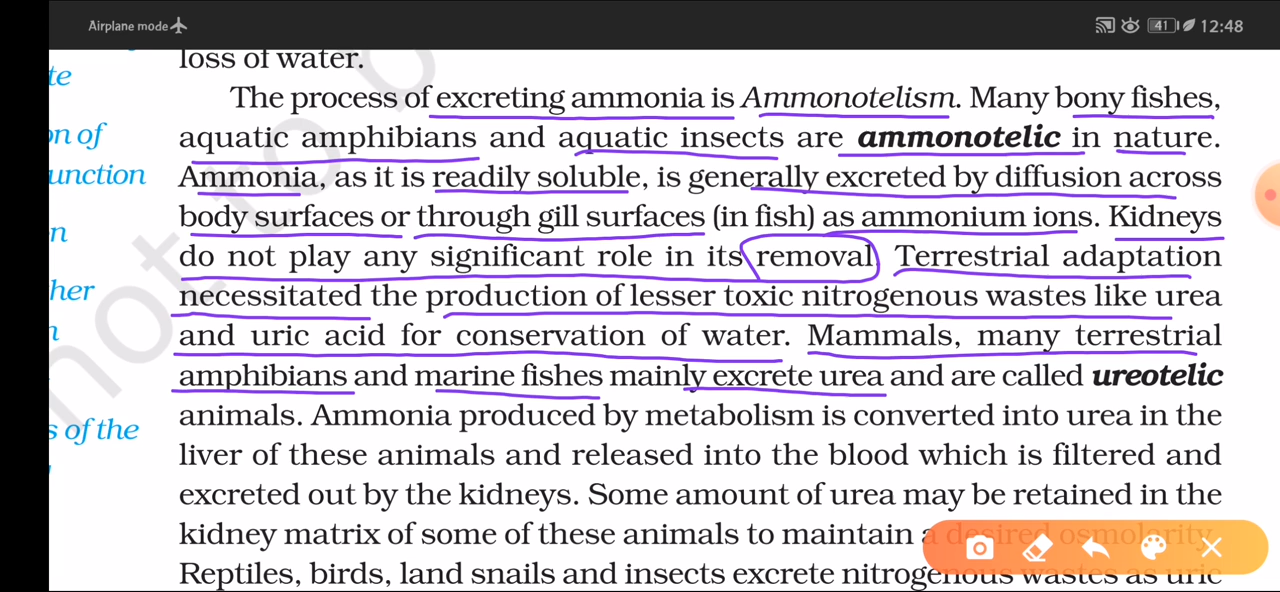 Airplane mode
41 12:48
loss of water.
te
The process of excreting ammonia is Ammonotelism. Many bony fishes,
on of
aquatic amphibians and aquatic insects are ammonotelic in nature.
unction
Ammonia, as it is readily soluble, is generally excreted by diffusion across
body surfaces or through gill surfaces (in fish) as ammonium ions. Kidneys
n
do not play any significant role in its removal. Terrestrial adaptation
her
necessitated the production of lesser toxic nitrogenous wastes like urea
and uric acid for conservation of water. Mammals, many terrestrial
amphibians and marine fishes mainly excrete urea and are called ureotelic
animals. Ammonia produced by metabolism is converted into urea in the
s of the
liver of these animals and released into the blood which is filtered and
excreted out by the kidneys. Some amount of urea may be retained in the
kidney matrix of some of these animals to maintain a desired osmolarity.
Reptiles, birds, land snails and insects excrete nitrogenous wastes as uric
not to b